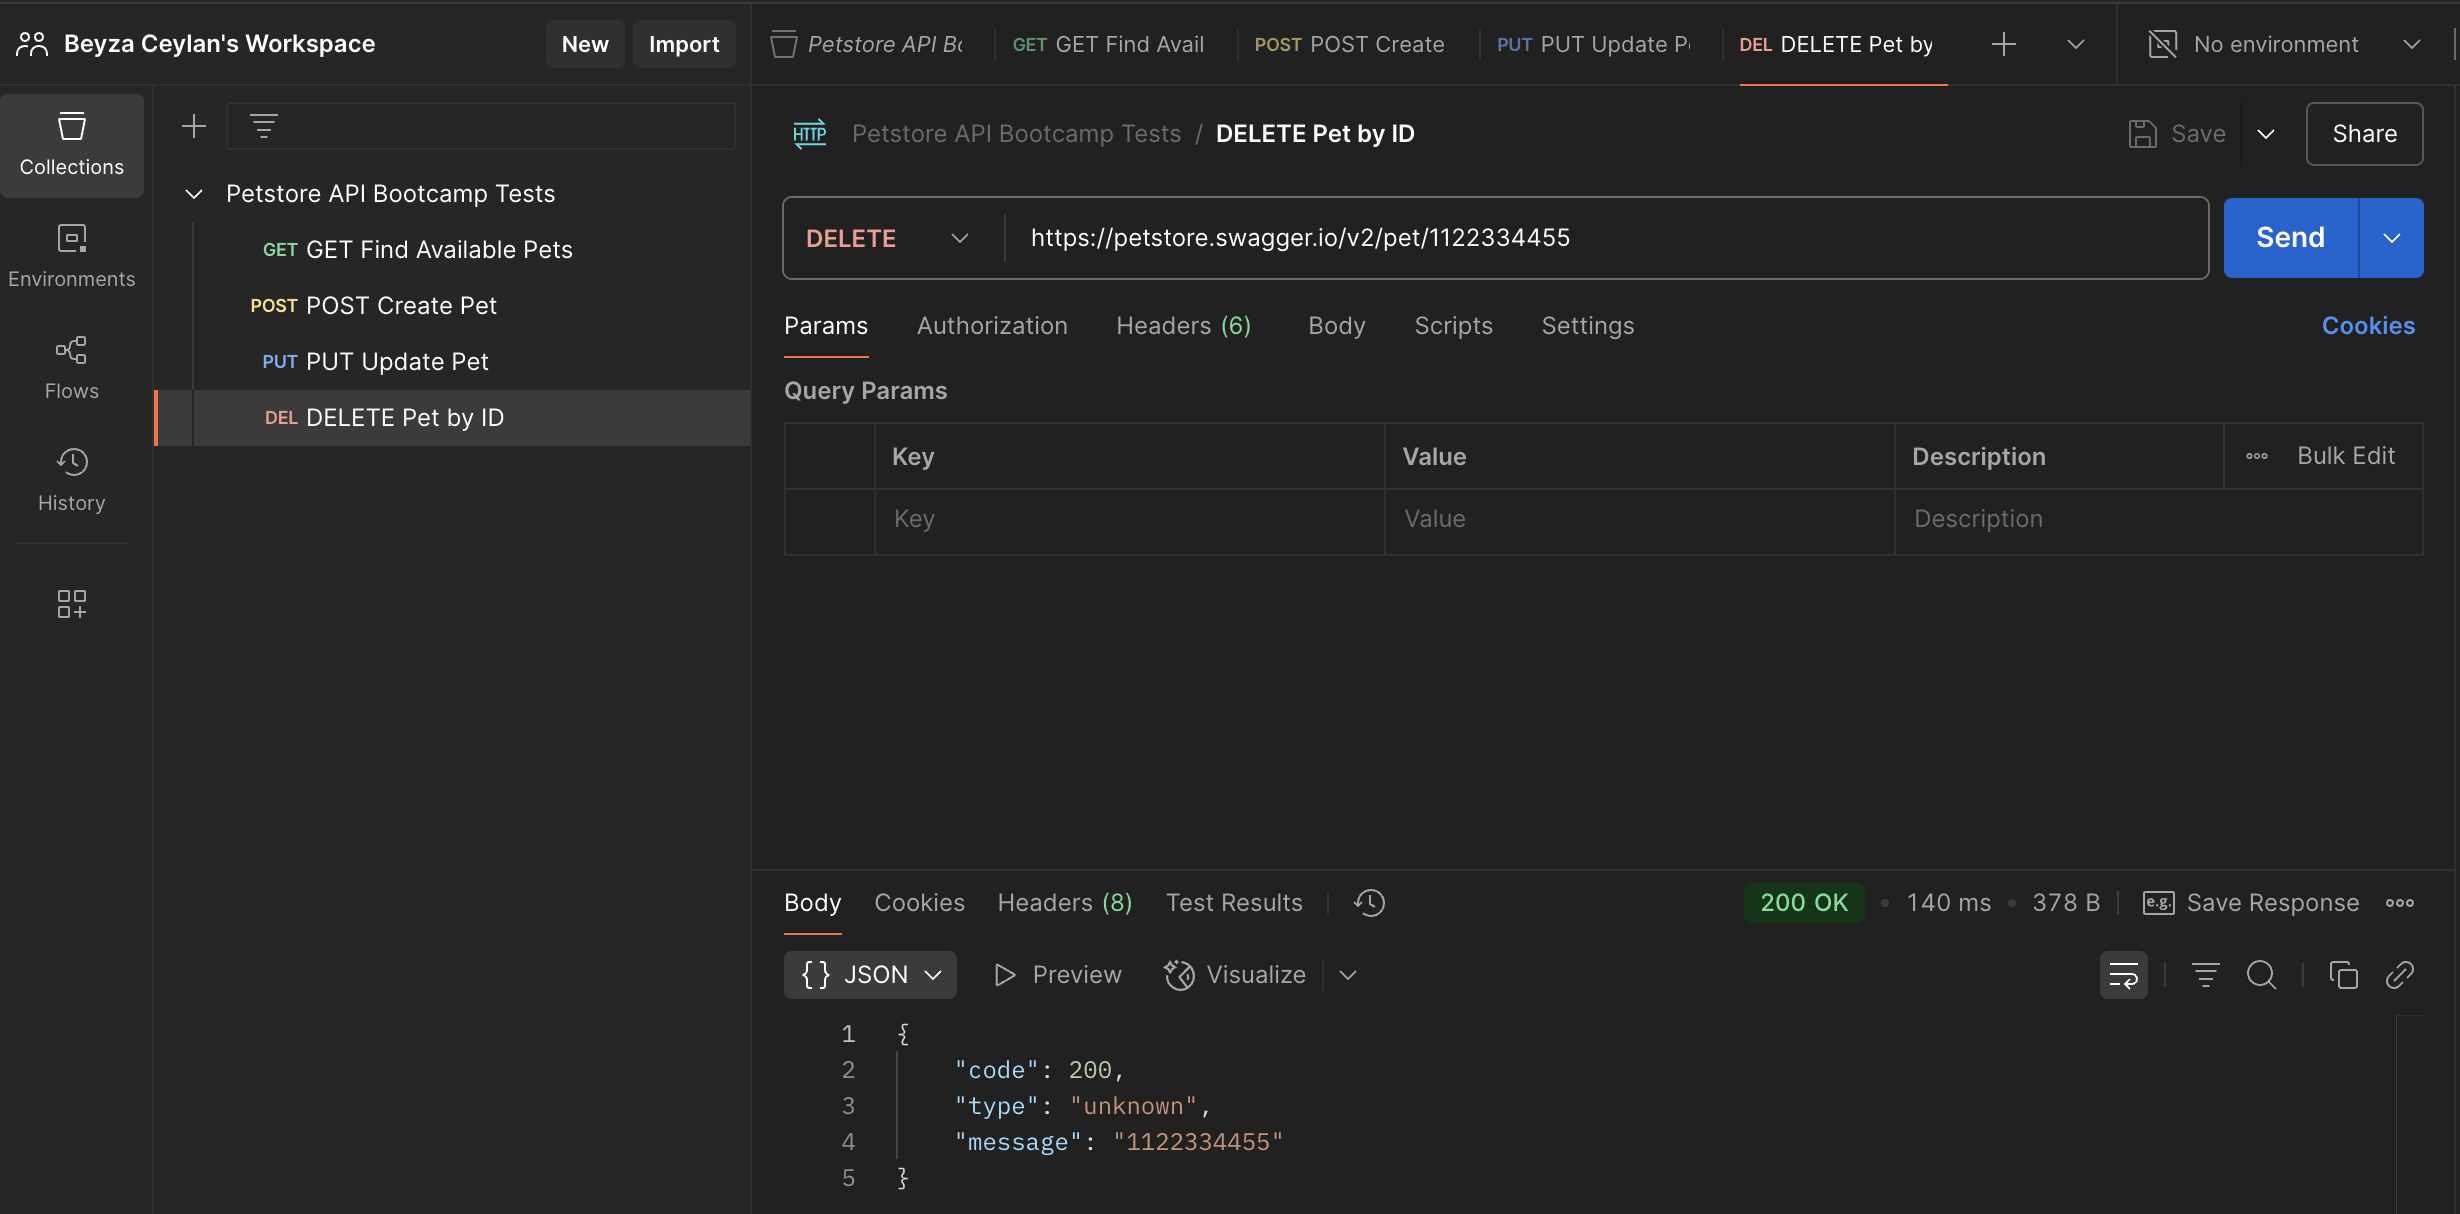 Beyza Ceylan's Workspace
New
Import
Petstore API Bo
GET GET Find Avail
POST POST Create
PUT PUT Update P
DEL DELETE Pet by
No environment
Collections
Environments
Flows
History
Petstore API Bootcamp Tests
GET GET Find Available Pets
POST POST Create Pet
PUT PUT Update Pet
DEL DELETE Pet by ID
HTTP Petstore API Bootcamp Tests / DELETE Pet by ID
Save
Share
DELETE
https://petstore.swagger.io/v2/pet/1122334455
Send
Params
Authorization
Headers (6)
Body
Scripts
Settings
Cookies
Query Params
Key
Value
Description
Bulk Edit
Key
Value
Description
Body
Cookies
Headers (8)
Test Results
200 OK • 140 ms • 378 B
e.g. Save Response
{ } JSON
Preview
Visualize
1 {
2 "code": 200,
3 "type": "unknown",
4 "message": "1122334455"
5 }